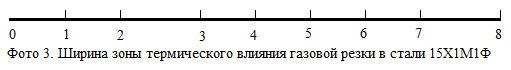 0 1 2 3 4 5 6 7 8
Фото 3. Ширина зоны термического влияния газовой резки в стали 15Х1М1Ф